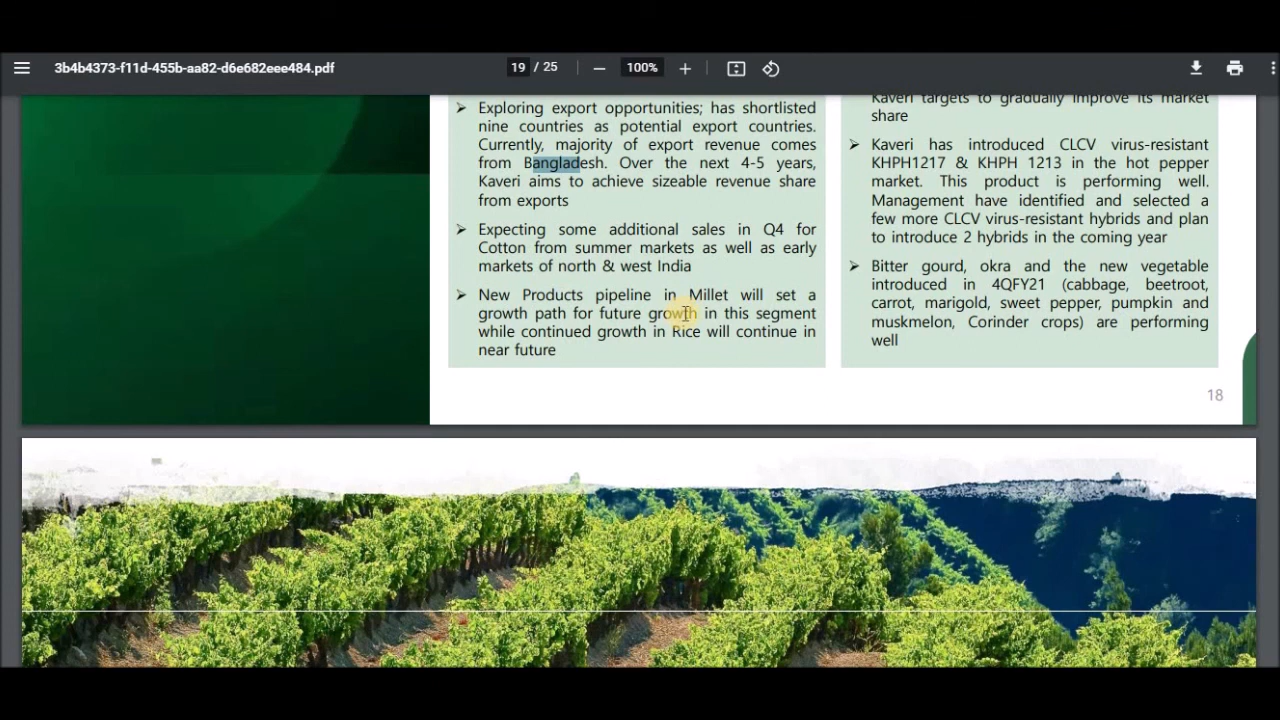 3b4b4373-f11d-455b-aa82-d6e682eee484.pdf
19 / 25
100%
Exploring export opportunities; has shortlisted
nine countries as potential export countries.
Currently, majority of export revenue comes
from Bangladesh. Over the next 4-5 years,
Kaveri aims to achieve sizeable revenue share
from exports
Expecting some additional sales in Q4 for
Cotton from summer markets as well as early
markets of north & west India
New Products pipeline in Millet will set a
growth path for future growth in this segment
while continued growth in Rice will continue in
near future
Kaveri targets to gradually improve its market
share
Kaveri has introduced CLCV virus-resistant
KHPH1217 & KHPH 1213 in the hot pepper
market. This product is performing well.
Management have identified and selected a
few more CLCV virus-resistant hybrids and plan
to introduce 2 hybrids in the coming year
Bitter gourd, okra and the new vegetable
introduced in 4QFY21 (cabbage, beetroot,
carrot, marigold, sweet pepper, pumpkin and
muskmelon, Corinder crops) are performing
well
18